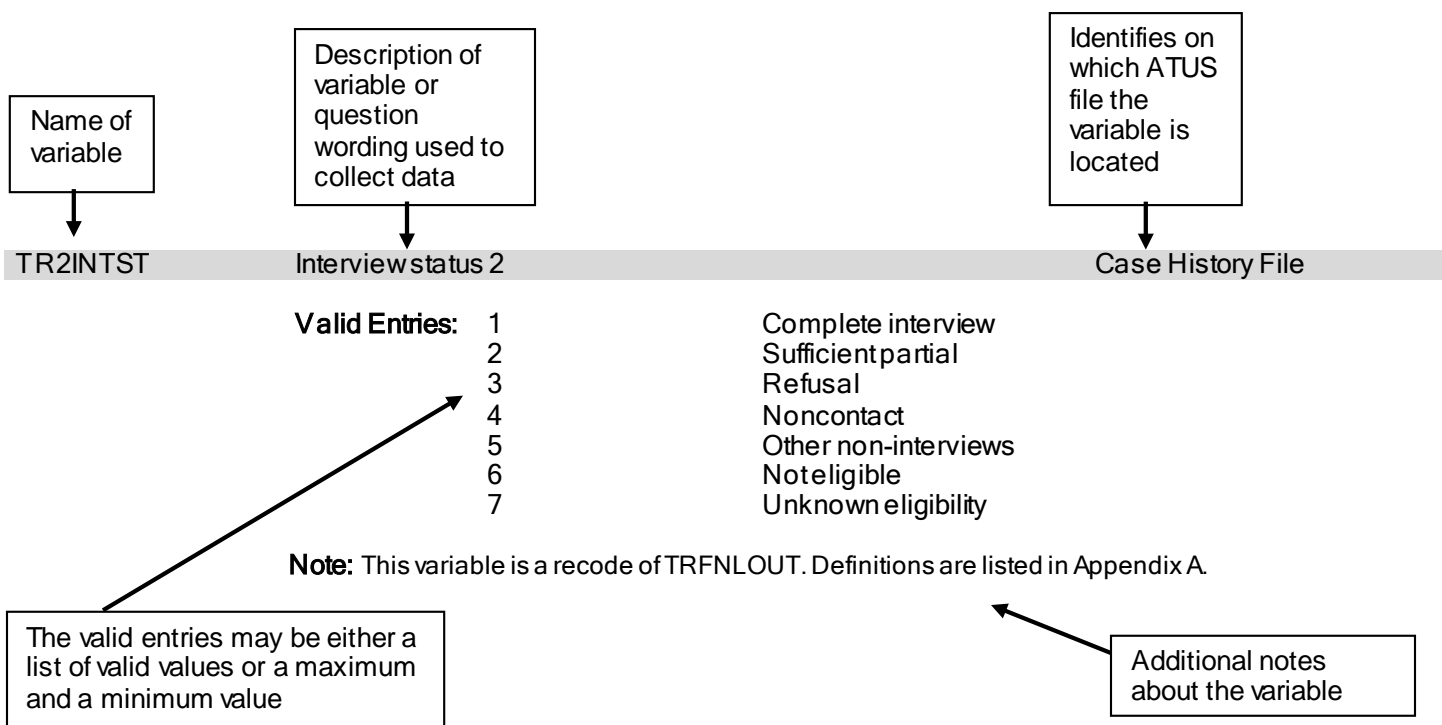 Name of
variable
Description of
variable or
question
wording used to
collect data
Identifies on
which ATUS
file the
variable is
located
TR2INTST Interview status 2 Case History File
Valid Entries: 1 Complete interview
2 Sufficient partial
3 Refusal
4 Noncontact
5 Other non-interviews
6 Not eligible
7 Unknown eligibility
Note: This variable is a recode of TRFNLOUT. Definitions are listed in Appendix A.
The valid entries may be either a
list of valid values or a maximum
and a minimum value
Additional notes
about the variable